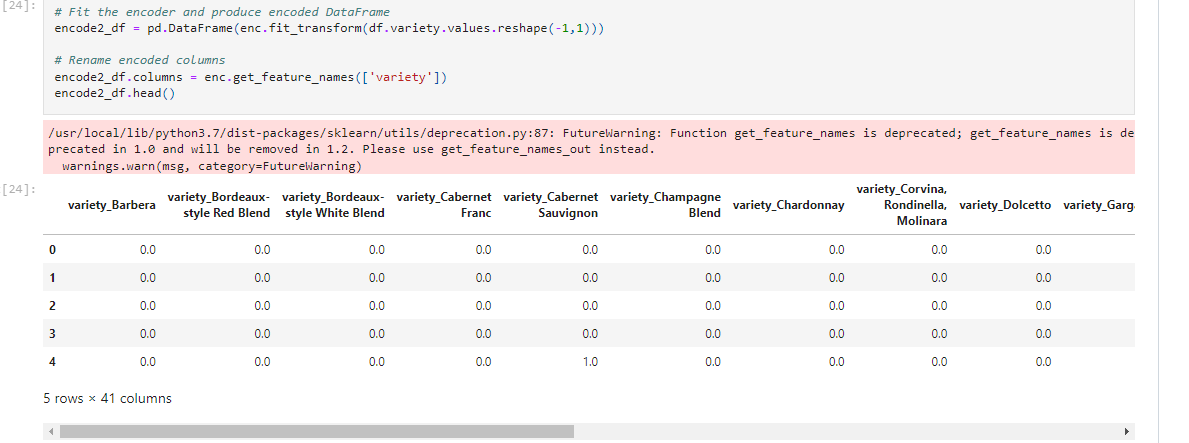 [24]:
# Fit the encoder and produce encoded DataFrame
encode2_df = pd.DataFrame(enc.fit_transform(df.variety.values.reshape(-1,1)))
# Rename encoded columns
encode2_df.columns = enc.get_feature_names(['variety'])
encode2_df.head()
/usr/local/lib/python3.7/dist-packages/sklearn/utils/deprecation.py:87: FutureWarning: Function get_feature_names is deprecated; get_feature_names is de
precated in 1.0 and will be removed in 1.2. Please use get_feature_names_out instead.
  warnings.warn(msg, category=FutureWarning)
[24]:
variety_Barbera variety_Bordeaux-style Red Blend variety_Bordeaux-style White Blend variety_Cabernet Franc variety_Cabernet Sauvignon variety_Champagne Blend variety_Chardonnay variety_Corvina, Rondinella, Molinara variety_Dolcetto variety_Garg
0 0.0 0.0 0.0 0.0 0.0 0.0 0.0 0.0 0.0
1 0.0 0.0 0.0 0.0 0.0 0.0 0.0 0.0 0.0
2 0.0 0.0 0.0 0.0 0.0 0.0 0.0 0.0 0.0
3 0.0 0.0 0.0 0.0 0.0 0.0 0.0 0.0 0.0
4 0.0 0.0 0.0 0.0 1.0 0.0 0.0 0.0 0.0
5 rows × 41 columns